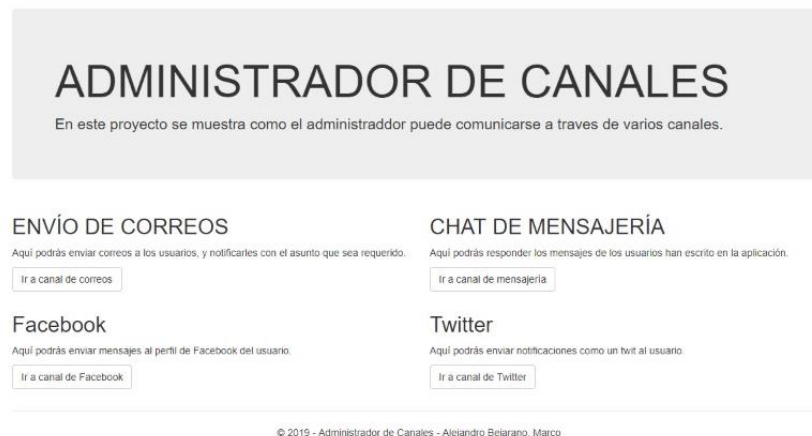 ADMINISTRADOR DE CANALES
En este proyecto se muestra como el administraddor puede comunicarse a traves de varios canales.
ENVÍO DE CORREOS
Aquí podrás enviar correos a los usuarios, y notificarles con el asunto que sea requerido.
Ir a canal de correos
CHAT DE MENSAJERÍA
Aquí podrás responder los mensajes de los usuarios han escrito en la aplicación.
Ir a canal de mensajería
Facebook
Aquí podrás enviar mensajes al perfil de Facebook del usuario.
Ir a canal de Facebook
Twitter
Aquí podrás enviar notificaciones como un twit al usuario.
Ir a canal de Twitter
© 2019 - Administrador de Canales - Alejandro Bejarano, Marco